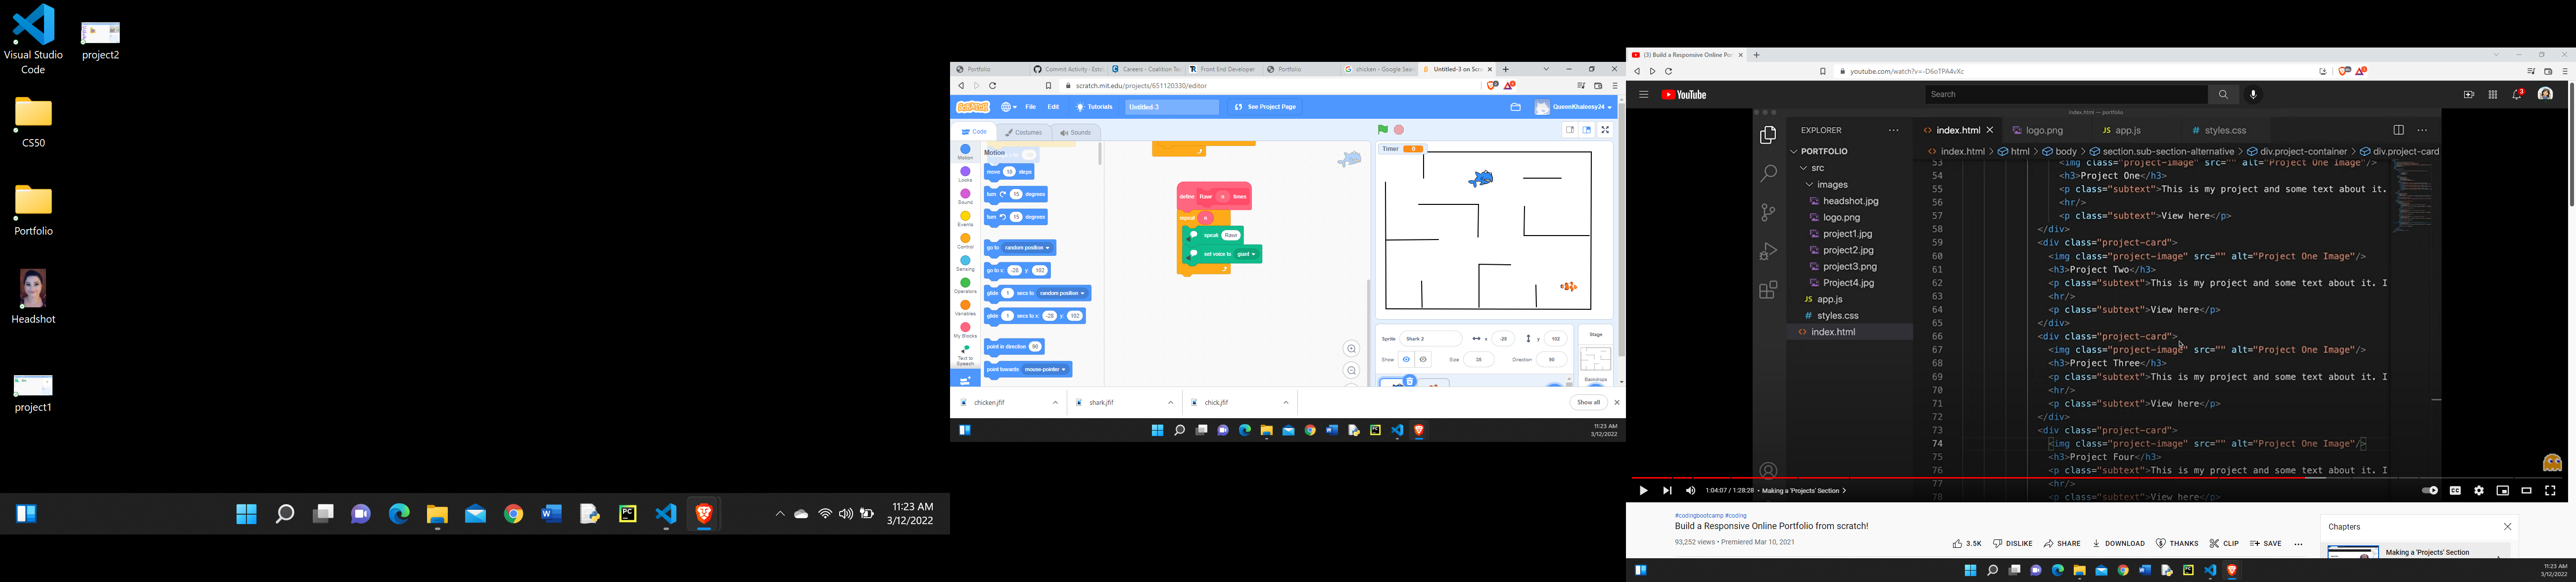 Visual Studio
Code
project2
CS50
Portfolio
Headshot
project1
11:23 AM
3/12/2022
Portfolio
Commit Activity · Esto
Careers - Coalition Te
Front End Developer
Portfolio
chicken - Google Sea
Untitled-3 on Scra
scratch.mit.edu/projects/651120330/editor
SCRATCH
File
Edit
Tutorials
Untitled-3
See Project Page
QueenKhaleesy24
Code
Costumes
Sounds
Motion
Looks
Sound
Events
Control
Sensing
Operators
Variables
My Blocks
Text to
Speech
Motion
move 10 steps
turn 15 degrees
turn 15 degrees
go to random position
go to x: -28 y: 102
glide 1 secs to random position
glide 1 secs to x: -28 y: 102
point in direction 90
point towards mouse-pointer
define Rawr n times
repeat n
speak Rawr
set voice to giant
Timer 0
Sprite Shark 2 x -28 y 102
Show Size 35 Direction 90
Stage
Backdrops
chicken.jfif
shark.jfif
chick.jfif
Show all
11:23 AM
3/12/2022
(3) Build a Responsive Online Por
youtube.com/watch?v=-D6oTPA4vXc
YouTube
Search
3
index.html — portfolio
EXPLORER
PORTFOLIO
src
images
headshot.jpg
logo.png
project1.jpg
project2.jpg
project3.png
Project4.jpg
JS app.js
# styles.css
<> index.html
<> index.html
logo.png
JS app.js
# styles.css
<> index.html > html > body > section.sub-section-alternative > div.project-container > div.project-card
53 <img class="project-image" src="" alt="Project One Image"/>
54 <h3>Project One</h3>
55 <p class="subtext">This is my project and some text about it.
56 <hr/>
57 <p class="subtext">View here</p>
58 </div>
59 <div class="project-card">
60 <img class="project-image" src="" alt="Project One Image"/>
61 <h3>Project Two</h3>
62 <p class="subtext">This is my project and some text about it. I
63 <hr/>
64 <p class="subtext">View here</p>
65 </div>
66 <div class="project-card">
67 <img class="project-image" src="" alt="Project One Image"/>
68 <h3>Project Three</h3>
69 <p class="subtext">This is my project and some text about it. I
70 <hr/>
71 <p class="subtext">View here</p>
72 </div>
73 <div class="project-card">
74 <img class="project-image" src="" alt="Project One Image"/>
75 <h3>Project Four</h3>
76 <p class="subtext">This is my project and some text about it. I
77 <hr/>
78 <p class="subtext">View here</p>
1:04:07 / 1:28:28 • Making a 'Projects' Section >
#codingbootcamp #coding
Build a Responsive Online Portfolio from scratch!
93,252 views • Premiered Mar 10, 2021
3.5K
DISLIKE
SHARE
DOWNLOAD
THANKS
CLIP
SAVE
Chapters
Making a 'Projects' Section
11:23 AM
3/12/2022